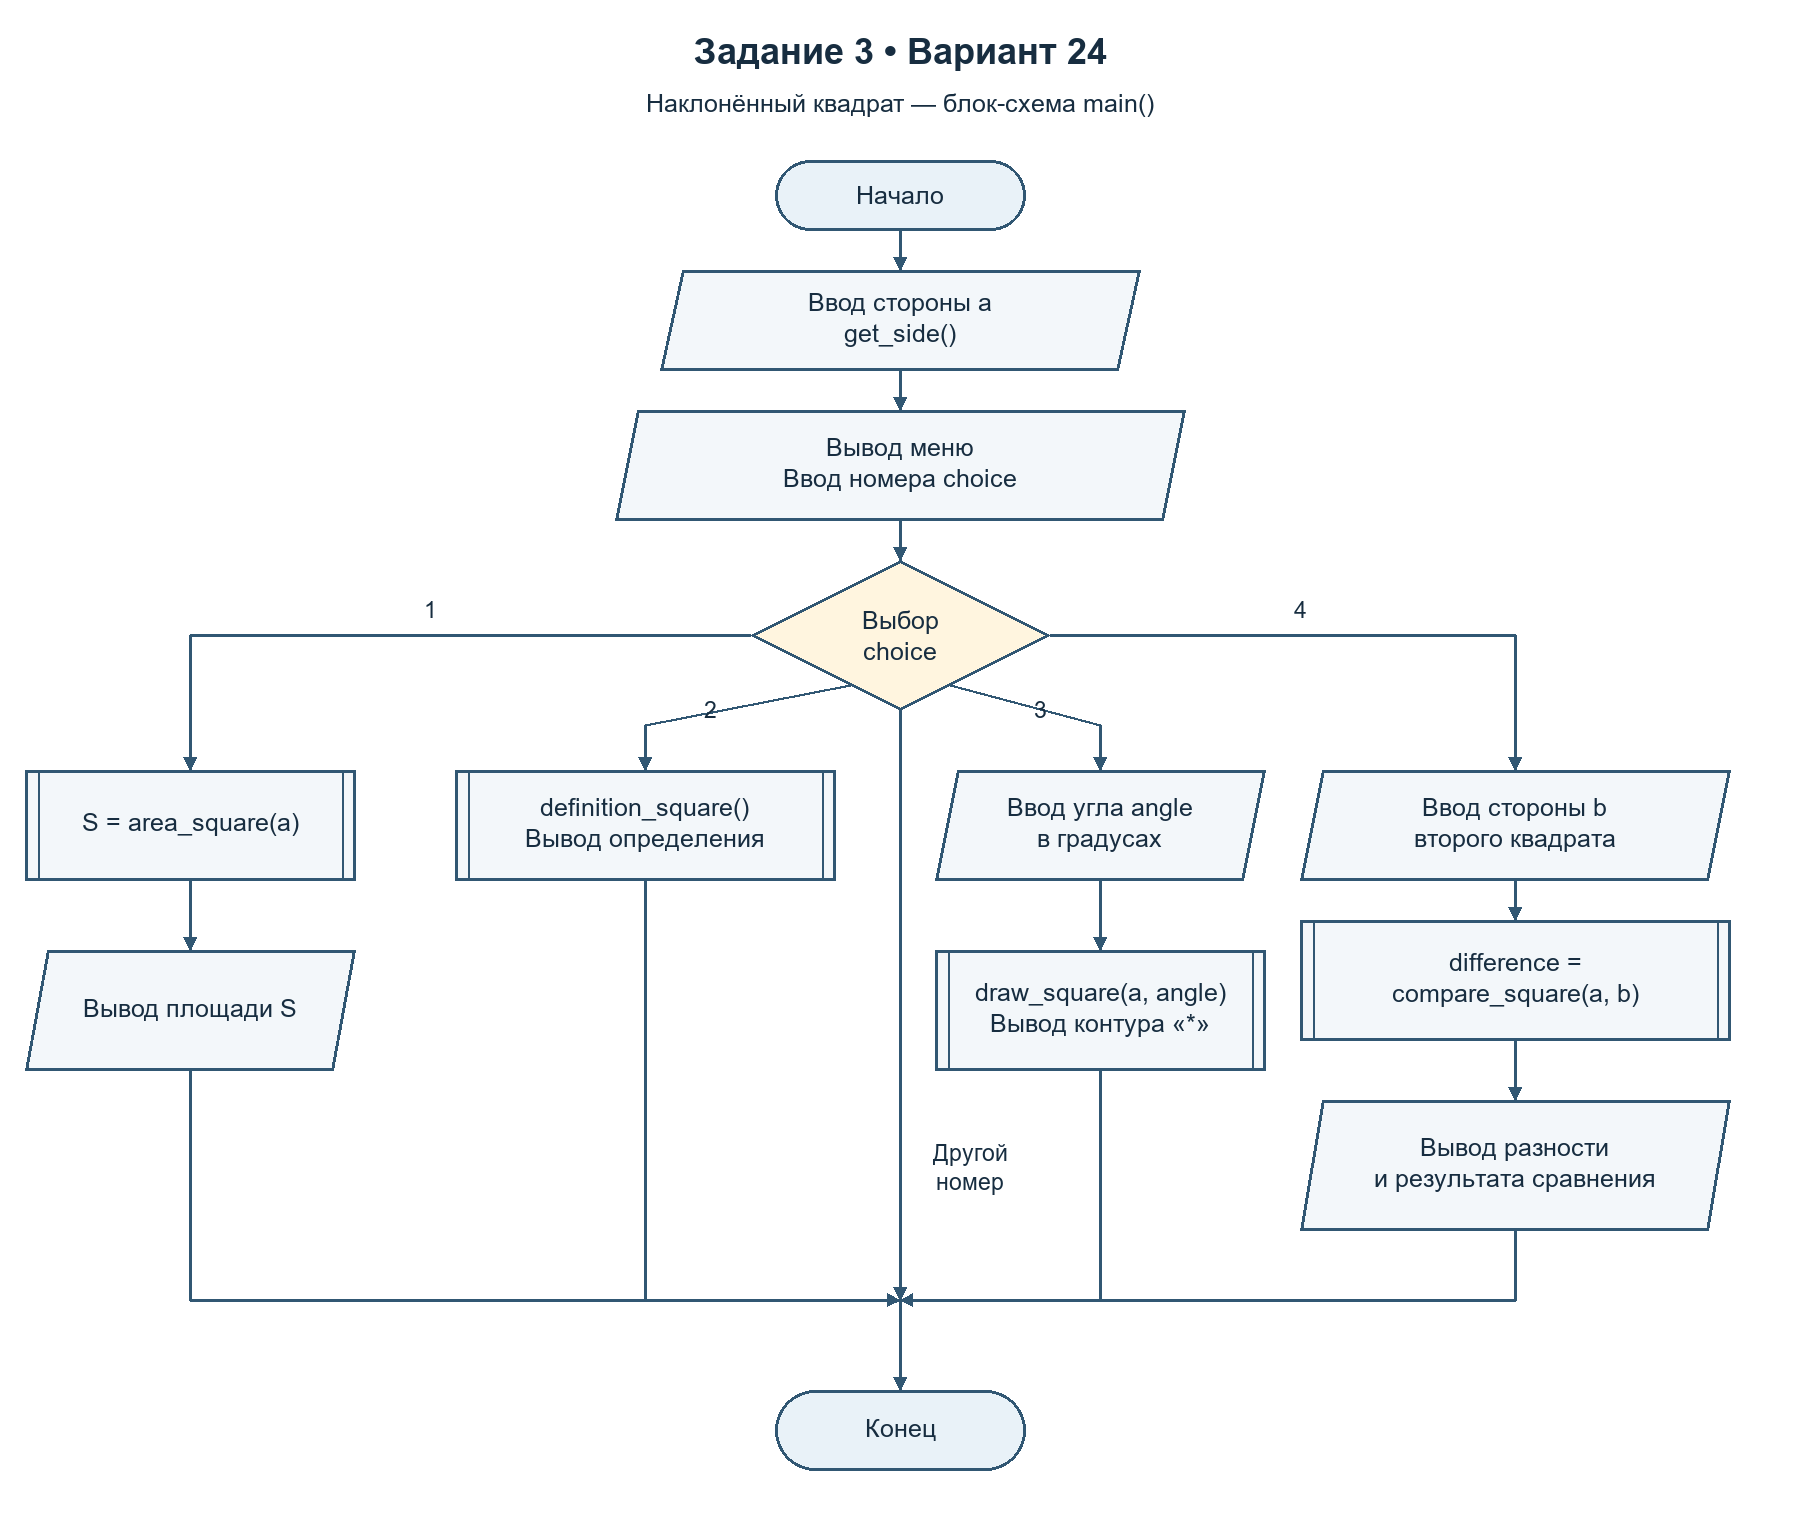 Задание 3 • Вариант 24
Наклонённый квадрат — блок-схема main()
Начало
Ввод стороны a
get_side()
Вывод меню
Ввод номера choice
Выбор
choice
1
2
3
4
S = area_square(a)
definition_square()
Вывод определения
Ввод угла angle
в градусах
Ввод стороны b
второго квадрата
Вывод площади S
draw_square(a, angle)
Вывод контура «*»
difference =
compare_square(a, b)
Другой
номер
Вывод разности
и результата сравнения
Конец